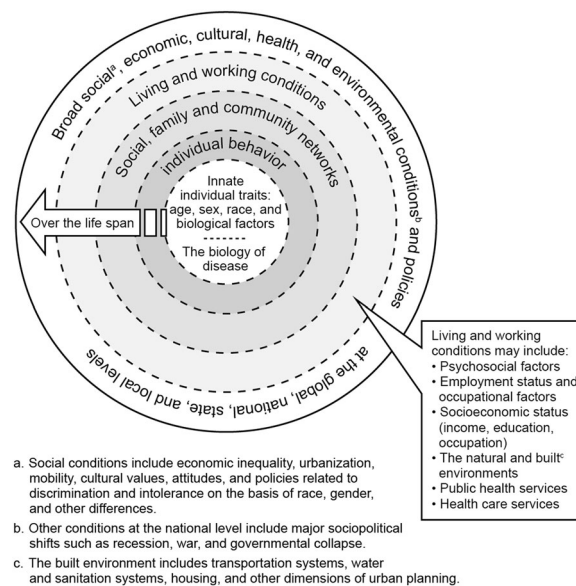 Broad socialᵃ, economic, cultural, health, and environmental conditionsᵇ and policies
at the global, national, state, and local levels
Living and working conditions
Social, family and community networks
individual behavior
Innate
individual traits:
age, sex, race, and
biological factors
The biology of
disease
Over the life span
Living and working
conditions may include:
• Psychosocial factors
• Employment status and
occupational factors
• Socioeconomic status
(income, education,
occupation)
• The natural and builtᶜ
environments
• Public health services
• Health care services
a. Social conditions include economic inequality, urbanization,
mobility, cultural values, attitudes, and policies related to
discrimination and intolerance on the basis of race, gender,
and other differences.
b. Other conditions at the national level include major sociopolitical
shifts such as recession, war, and governmental collapse.
c. The built environment includes transportation systems, water
and sanitation systems, housing, and other dimensions of urban planning.